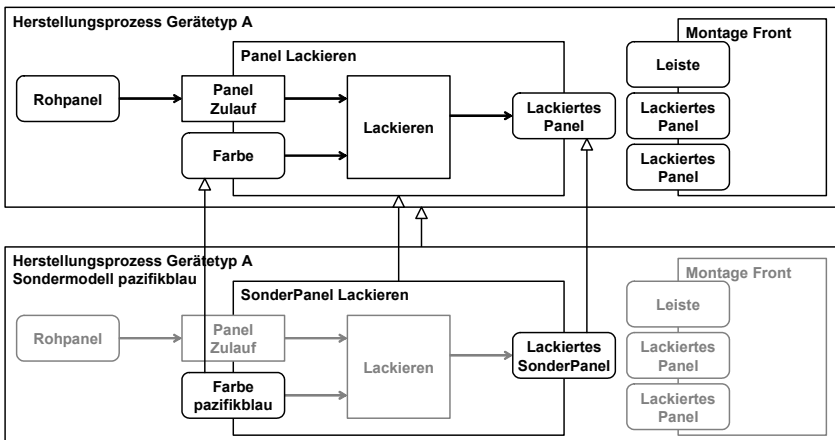 Herstellungsprozess Gerätetyp A
Montage Front
Panel Lackieren
Leiste
Rohpanel
Panel
Zulauf
Lackieren
Lackiertes
Panel
Farbe
Lackiertes
Panel
Lackiertes
Panel
Herstellungsprozess Gerätetyp A
Sondermodell pazifikblau
Montage Front
SonderPanel Lackieren
Leiste
Rohpanel
Panel
Zulauf
Lackieren
Lackiertes
SonderPanel
Farbe
pazifikblau
Lackiertes
Panel
Lackiertes
Panel